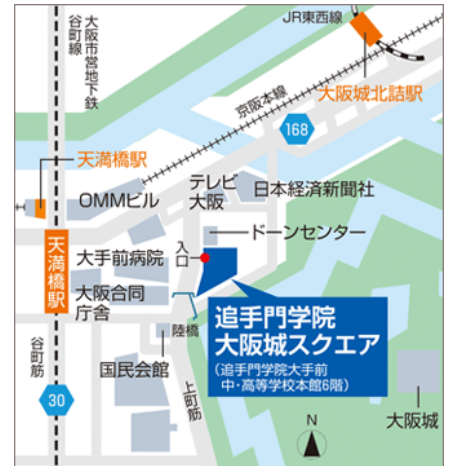 JR東西線
大阪市営地下鉄
谷町線
京阪本線
大阪城北詰駅
168
天満橋駅
OMMビル
テレビ
大阪
日本経済新聞社
ドーンセンター
入口
大手前病院
天満橋駅
大阪合同
庁舎
陸橋
追手門学院
大阪城スクエア
(追手門学院大手前
中・高等学校本館6階)
国民会館
谷町筋
上町筋
30
N
大阪城